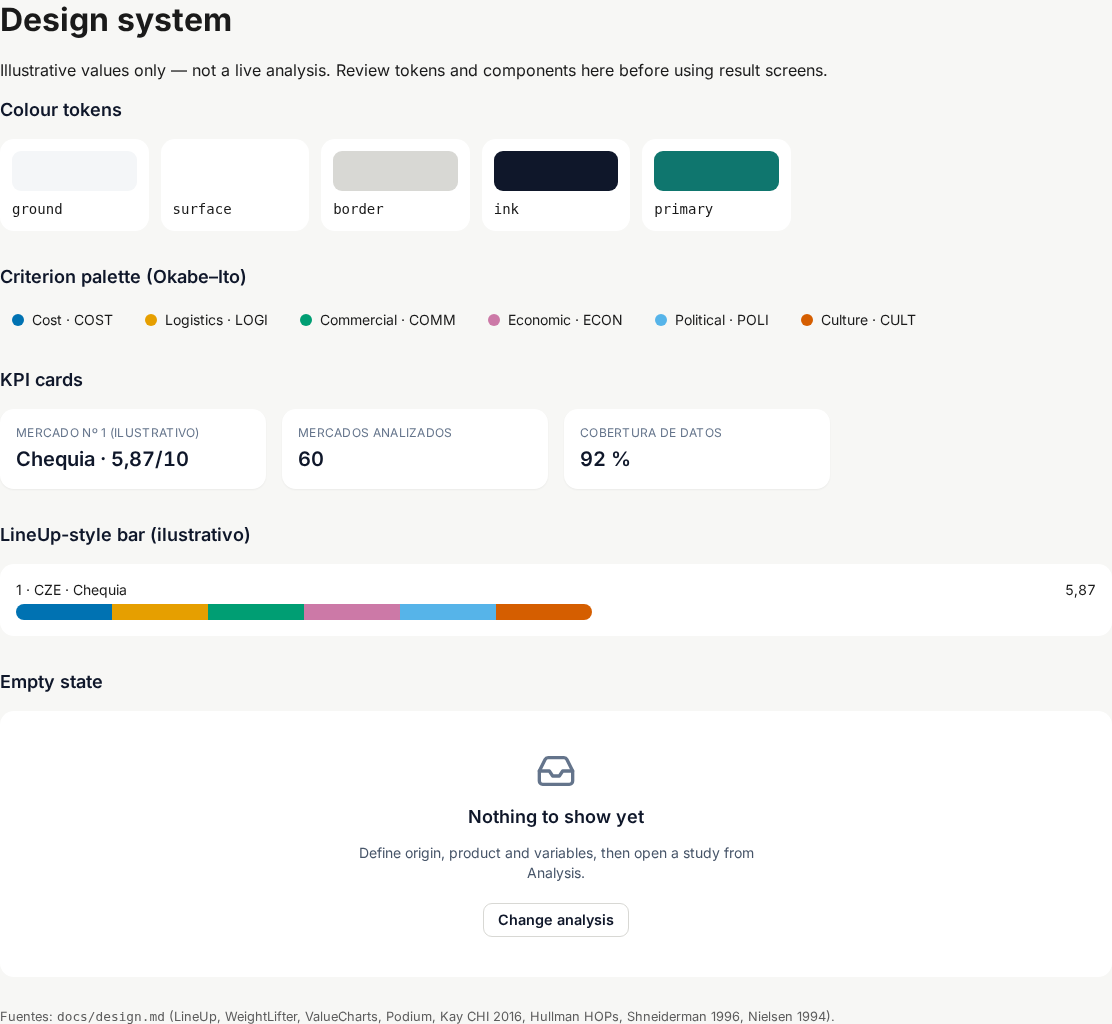 Design system
Illustrative values only — not a live analysis. Review tokens and components here before using result screens.
Colour tokens
ground
surface
border
ink
primary
Criterion palette (Okabe–Ito)
Cost · COST
Logistics · LOGI
Commercial · COMM
Economic · ECON
Political · POLI
Culture · CULT
KPI cards
MERCADO Nº 1 (ILUSTRATIVO)
Chequia · 5,87/10
MERCADOS ANALIZADOS
60
COBERTURA DE DATOS
92 %
LineUp-style bar (ilustrativo)
1 · CZE · Chequia
5,87
Empty state
Nothing to show yet
Define origin, product and variables, then open a study from
Analysis.
Change analysis
Fuentes: docs/design.md (LineUp, WeightLifter, ValueCharts, Podium, Kay CHI 2016, Hullman HOPs, Shneiderman 1996, Nielsen 1994).